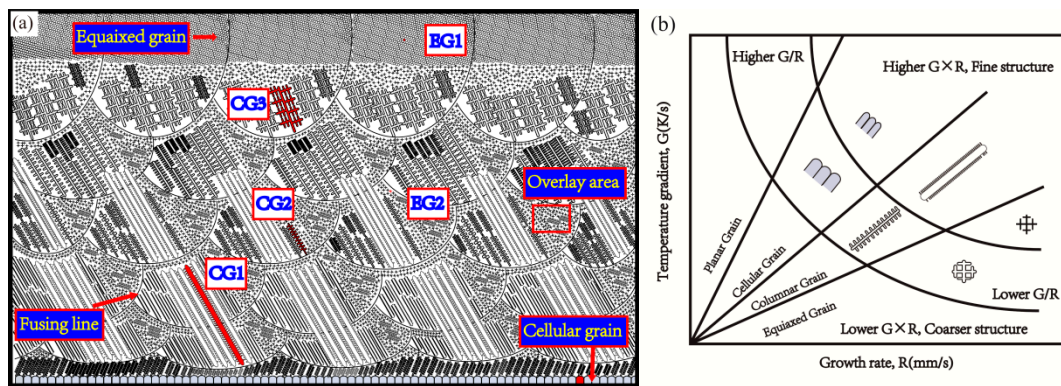 (a)
Equaixed grain
EG1
CG3
CG2
EG2
Overlay area
CG1
Fusing line
Cellular grain
(b)
Higher G/R
Higher G×R, Fine structure
Temperature gradient, G(K/s)
Planar Grain
Cellular Grain
Columnar Grain
Equiaxed Grain
Lower G/R
Lower G×R, Coarser structure
Growth rate, R(mm/s)